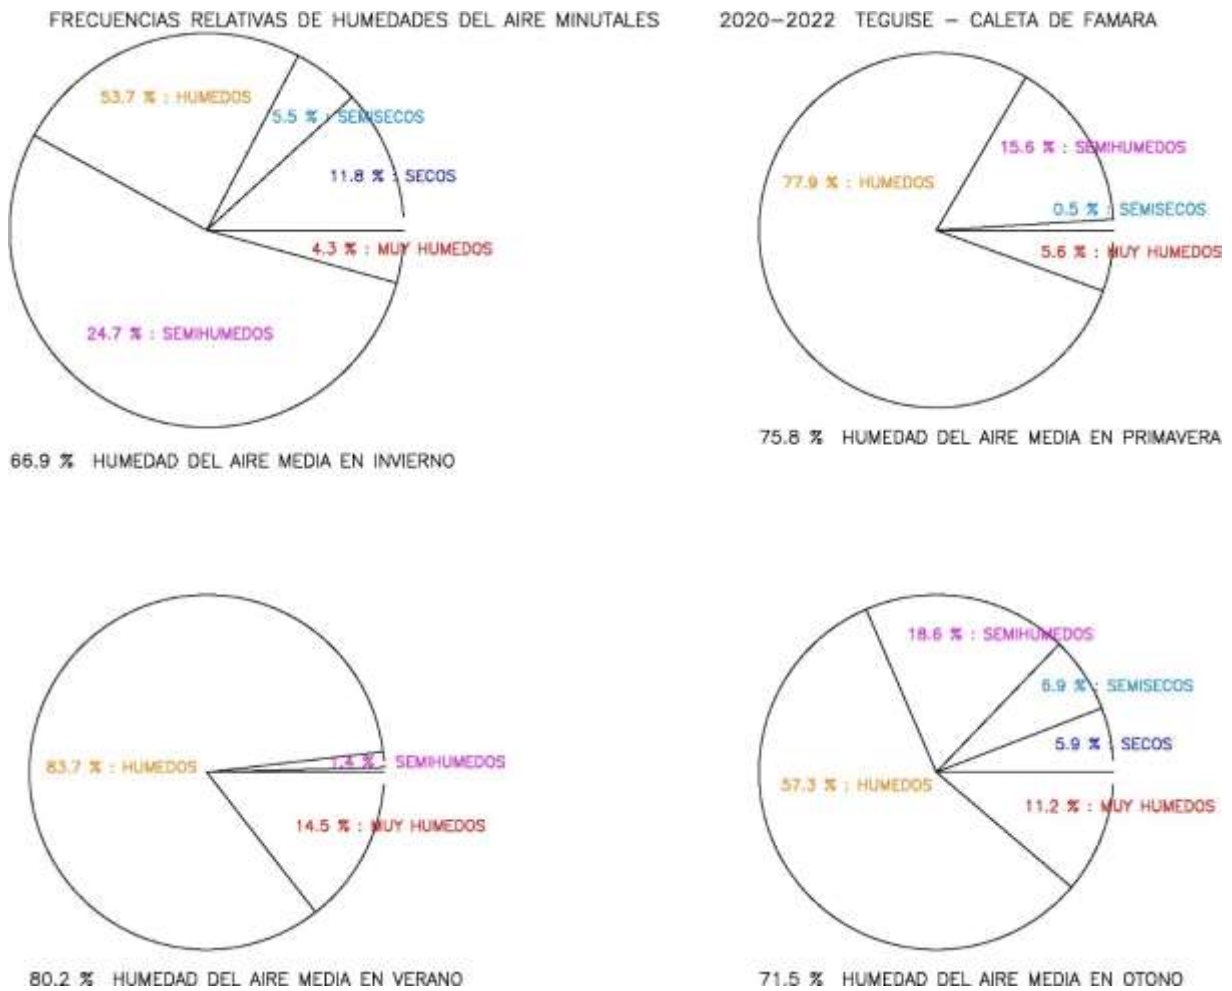 FRECUENCIAS RELATIVAS DE HUMEDADES DEL AIRE MINUTALES 2020-2022 TEGUISE - CALETA DE FAMARA
53.7 % : HUMEDOS
5.5 % : SEMISECOS
11.8 % : SECOS
4.3 % : MUY HUMEDOS
24.7 % : SEMIHUMEDOS
66.9 % HUMEDAD DEL AIRE MEDIA EN INVIERNO
15.6 % : SEMIHUMEDOS
77.9 % : HUMEDOS
0.5 % : SEMISECOS
5.6 % : MUY HUMEDOS
75.8 % HUMEDAD DEL AIRE MEDIA EN PRIMAVERA
83.7 % : HUMEDOS
1.4 % : SEMIHUMEDOS
14.5 % : MUY HUMEDOS
80.2 % HUMEDAD DEL AIRE MEDIA EN VERANO
18.6 % : SEMIHUMEDOS
6.9 % : SEMISECOS
5.9 % : SECOS
57.3 % : HUMEDOS
11.2 % : MUY HUMEDOS
71.5 % HUMEDAD DEL AIRE MEDIA EN OTONO